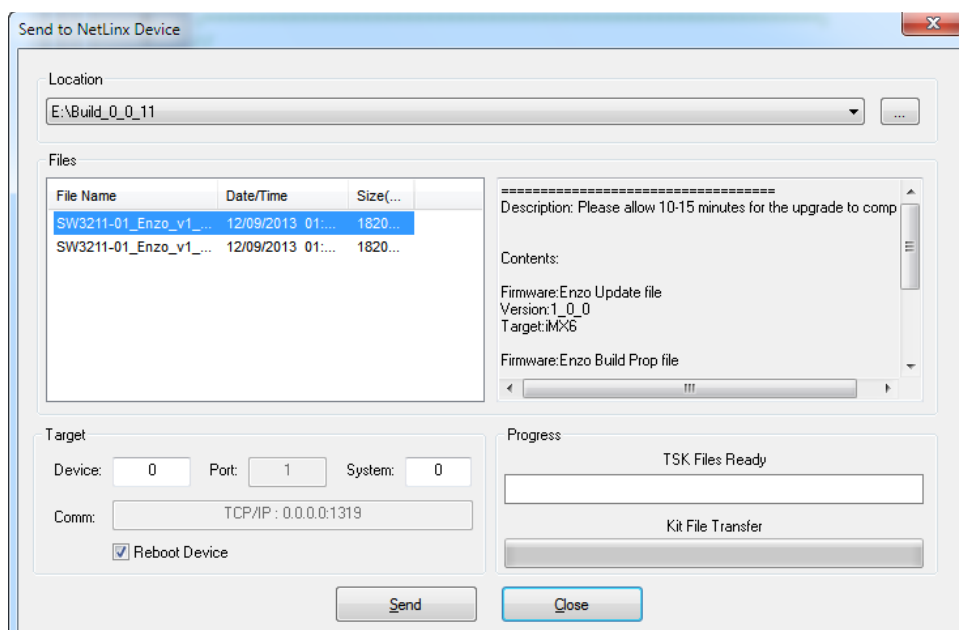 Send to NetLinx Device
Location
E:\Build_0_0_11
...
Files
File Name Date/Time Size(...
SW3211-01_Enzo_v1_... 12/09/2013 01:... 1820...
SW3211-01_Enzo_v1_... 12/09/2013 01:... 1820...
===================================
Description: Please allow 10-15 minutes for the upgrade to comp
Contents:
Firmware:Enzo Update file
Version:1_0_0
Target:iMX6
Firmware:Enzo Build Prop file
Target
Device: 0 Port: 1 System: 0
Comm: TCP/IP : 0.0.0.0:1319
Reboot Device
Progress
TSK Files Ready
Kit File Transfer
Send Close